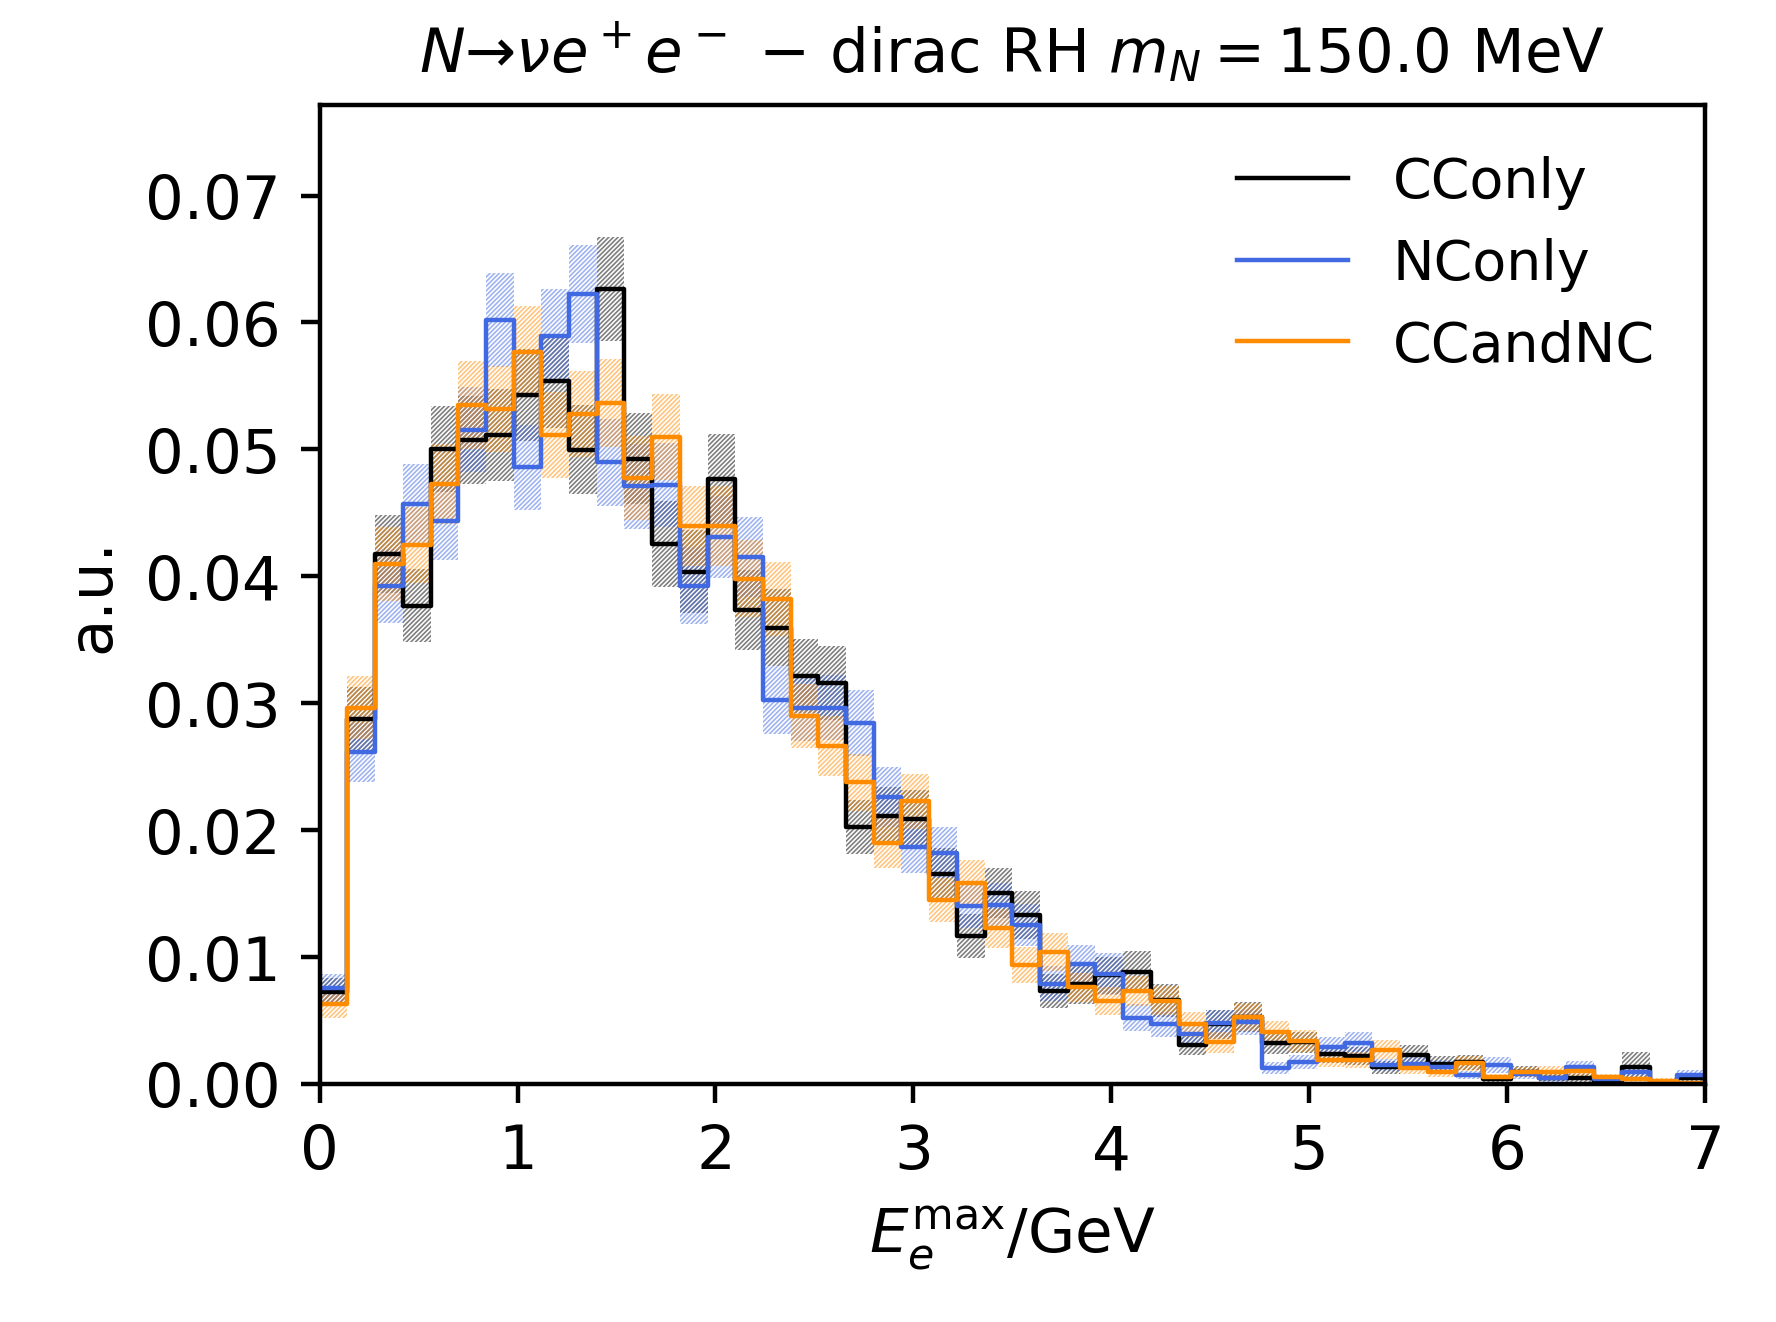 N→νe⁺e⁻ − dirac RH m_N = 150.0 MeV
CConly
NConly
CCandNC
0.07
0.06
0.05
0.04
0.03
0.02
0.01
0.00
a.u.
0 1 2 3 4 5 6 7
E_e^max/GeV